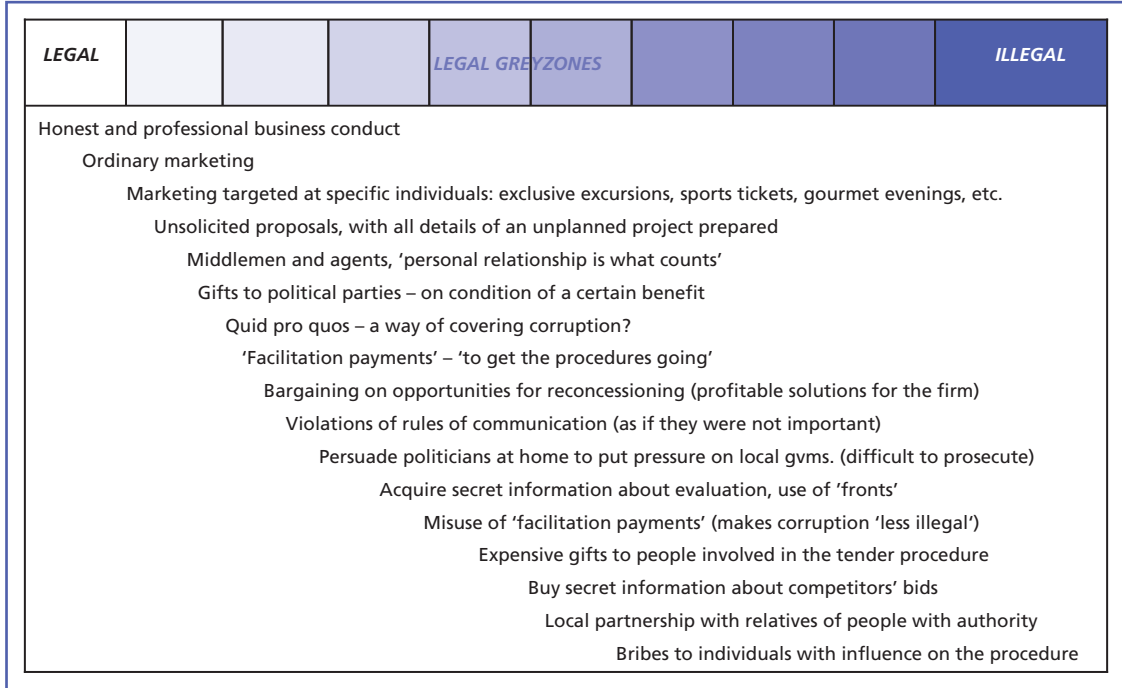 LEGAL
LEGAL GREYZONES
ILLEGAL
Honest and professional business conduct
Ordinary marketing
Marketing targeted at specific individuals: exclusive excursions, sports tickets, gourmet evenings, etc.
Unsolicited proposals, with all details of an unplanned project prepared
Middlemen and agents, ‘personal relationship is what counts’
Gifts to political parties – on condition of a certain benefit
Quid pro quos – a way of covering corruption?
‘Facilitation payments’ – ‘to get the procedures going’
Bargaining on opportunities for reconcessioning (profitable solutions for the firm)
Violations of rules of communication (as if they were not important)
Persuade politicians at home to put pressure on local gvms. (difficult to prosecute)
Acquire secret information about evaluation, use of ’fronts’
Misuse of ‘facilitation payments’ (makes corruption ‘less illegal’)
Expensive gifts to people involved in the tender procedure
Buy secret information about competitors’ bids
Local partnership with relatives of people with authority
Bribes to individuals with influence on the procedure